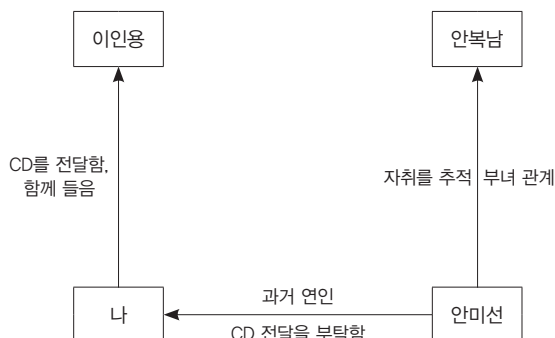 이인용
안복남
CD를 전달함,
함께 들음
자취를 추적
부녀 관계
과거 연인
나
안미선
CD 전달을 부탁함